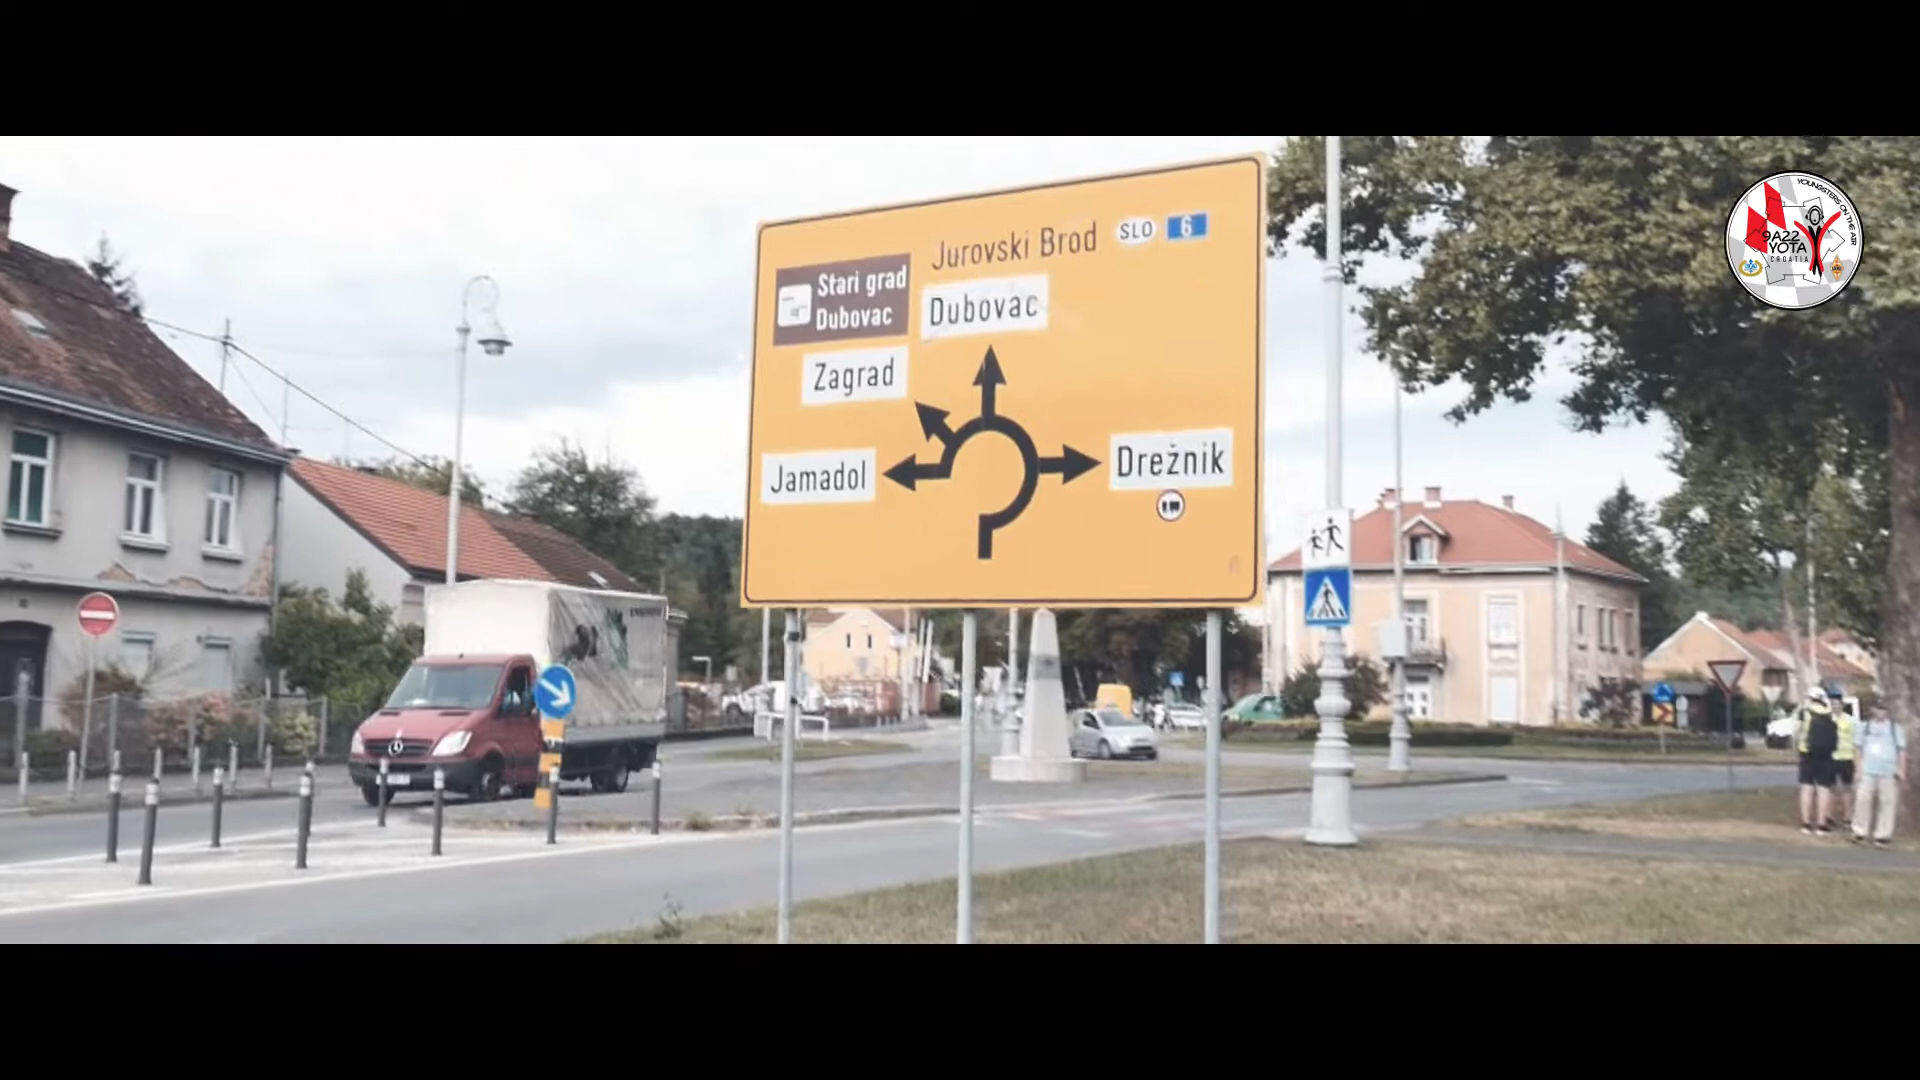 Jurovski Brod SLO 6
Stari grad
Dubovac
Dubovac
Zagrad
Jamadol
Drežnik
YOUNGSTERS ON THE AIR
9A22
YOTA
CROATIA